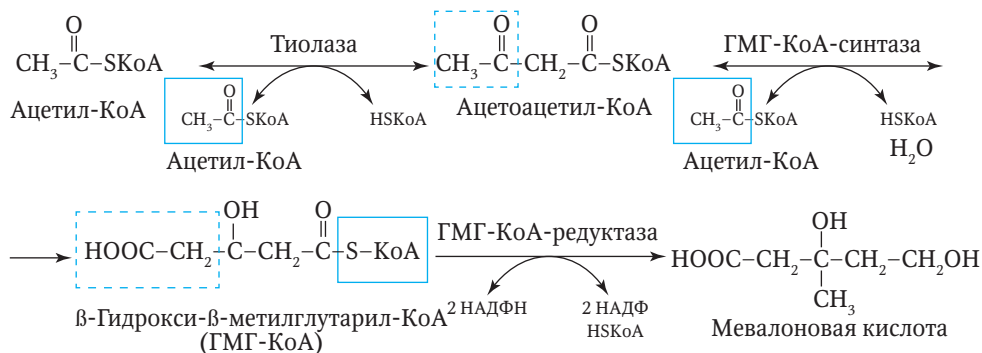 O
CH₃–C–SKoA
Ацетил-КоА
Тиолаза
O
CH₃–C–SKoA
HSKoA
Ацетил-КоА
O O
CH₃–C–CH₂–C–SKoA
Ацетоацетил-КоА
ГМГ-КоА-синтаза
O
CH₃–C–SKoA
HSKoA
H₂O
Ацетил-КоА
OH O
HOOC–CH₂–C–CH₂–C–S–KoA
ß-Гидрокси-ß-метилглутарил-КоА
(ГМГ-КоА)
ГМГ-КоА-редуктаза
2 НАДФН
2 НАДФ
HSKoA
OH
HOOC–CH₂–C–CH₂–CH₂OH
CH₃
Мевалоновая кислота